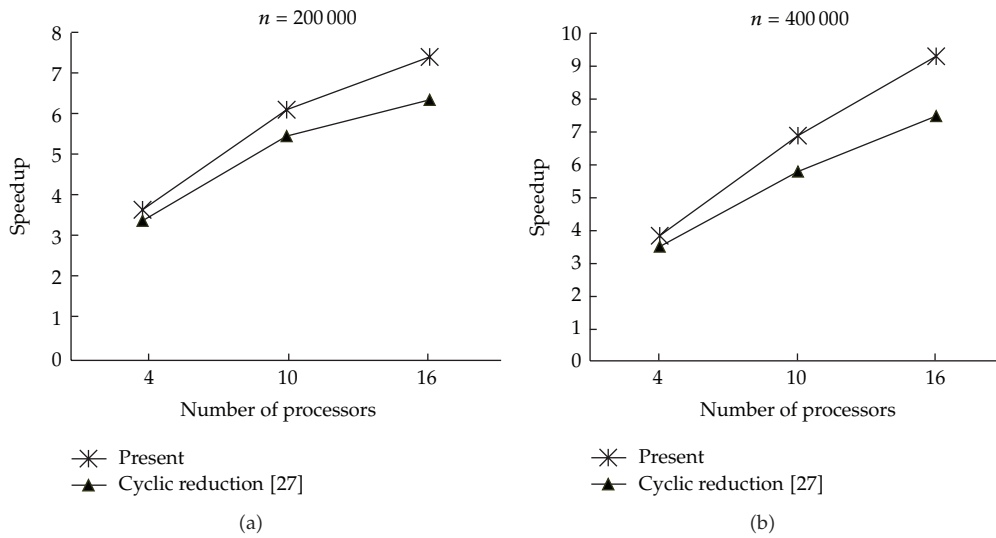 n = 200 000
8
7
6
5
4
3
2
1
0
Speedup
4 10 16
Number of processors
Present
Cyclic reduction [27]
(a)
n = 400 000
10
9
8
7
6
5
4
3
2
1
0
Speedup
4 10 16
Number of processors
Present
Cyclic reduction [27]
(b)